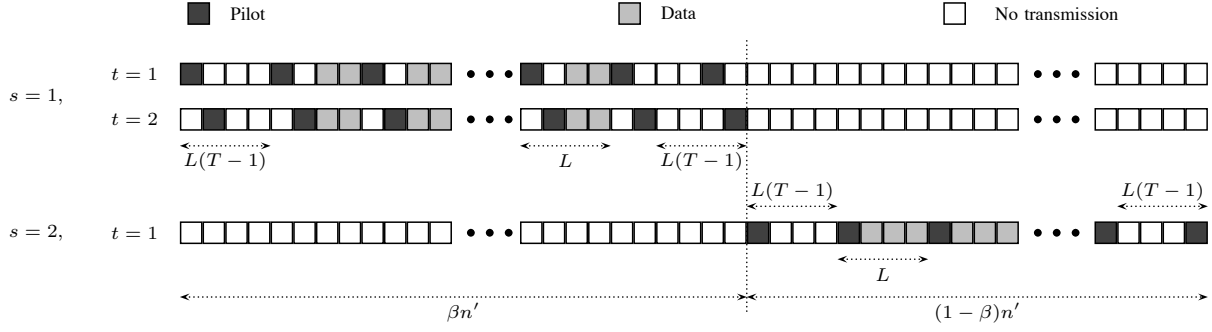 Pilot Data No transmission
t = 1
s = 1,
t = 2
L(T − 1) L L(T − 1)
L(T − 1) L(T − 1)
s = 2, t = 1
L
βn′ (1 − β)n′